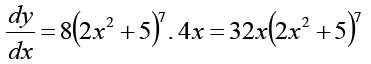 dy/dx = 8(2x² + 5)⁷. 4x = 32x(2x² + 5)⁷